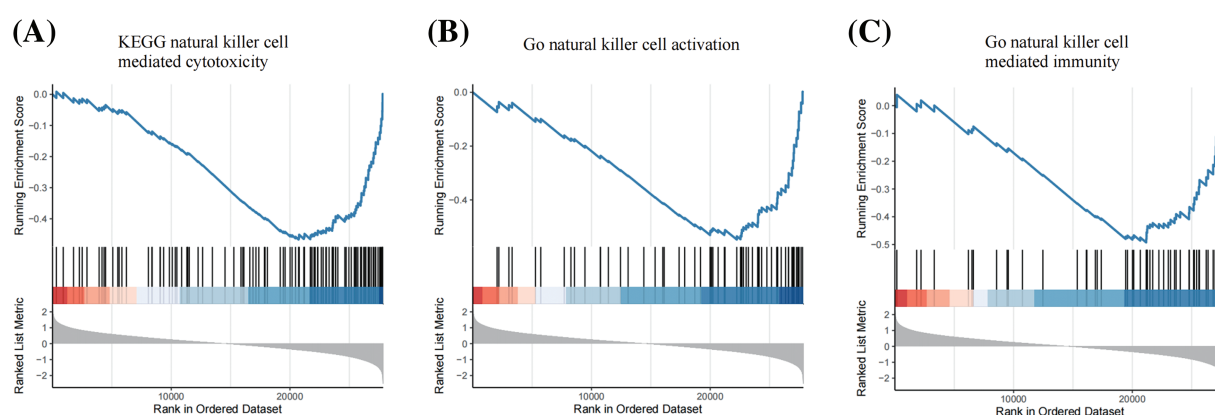 (A)
KEGG natural killer cell
mediated cytotoxicity
Running Enrichment Score
0.0
−0.1
−0.2
−0.3
−0.4
Ranked List Metric
2
1
0
−1
−2
10000
20000
Rank in Ordered Dataset
(B)
Go natural killer cell activation
Running Enrichment Score
0.0
−0.2
−0.4
Ranked List Metric
2
1
0
−1
−2
10000
20000
Rank in Ordered Dataset
(C)
Go natural killer cell
mediated immunity
Running Enrichment Score
0.0
−0.1
−0.2
−0.3
−0.4
−0.5
Ranked List Metric
2
1
0
−1
−2
10000
20000
Rank in Ordered Dataset